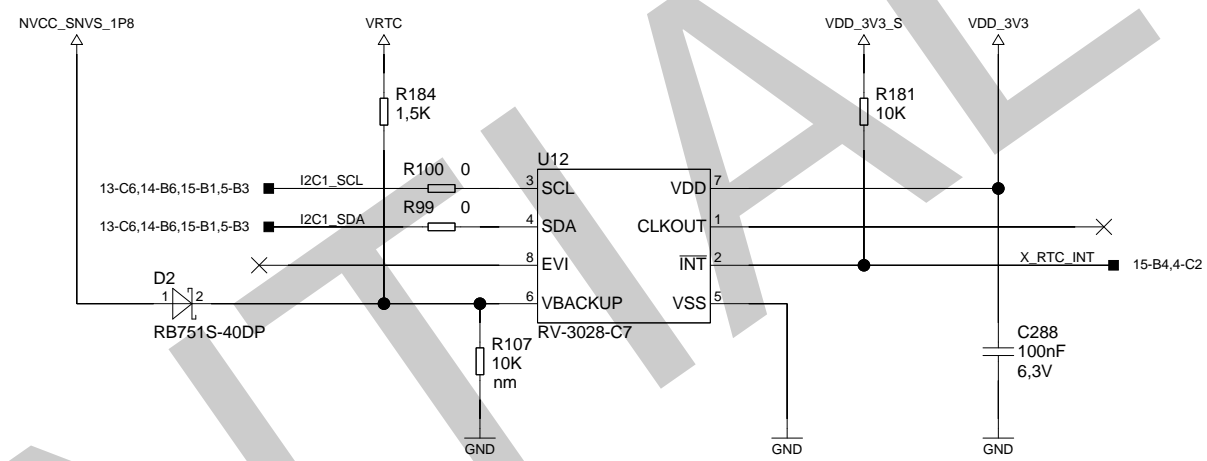 NVCC_SNVS_1P8
VRTC
VDD_3V3_S
VDD_3V3
R184
1,5K
R181
10K
U12
R100 0
13-C6,14-B6,15-B1,5-B3
I2C1_SCL
3
SCL
VDD
7
R99 0
13-C6,14-B6,15-B1,5-B3
I2C1_SDA
4
SDA
CLKOUT
1
8
EVI
INT
2
X_RTC_INT
15-B4,4-C2
D2
1
2
6
VBACKUP
VSS
5
RB751S-40DP
RV-3028-C7
R107
10K
nm
C288
100nF
6,3V
GND
GND
GND
NTIAL